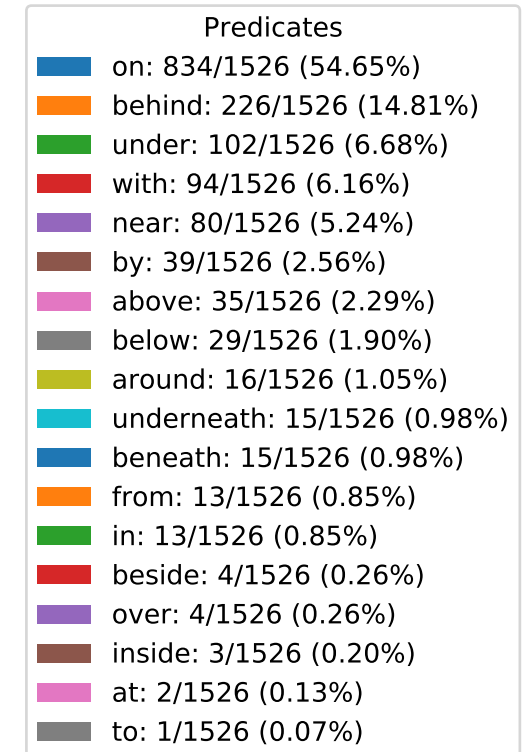 Predicates
on: 834/1526 (54.65%)
behind: 226/1526 (14.81%)
under: 102/1526 (6.68%)
with: 94/1526 (6.16%)
near: 80/1526 (5.24%)
by: 39/1526 (2.56%)
above: 35/1526 (2.29%)
below: 29/1526 (1.90%)
around: 16/1526 (1.05%)
underneath: 15/1526 (0.98%)
beneath: 15/1526 (0.98%)
from: 13/1526 (0.85%)
in: 13/1526 (0.85%)
beside: 4/1526 (0.26%)
over: 4/1526 (0.26%)
inside: 3/1526 (0.20%)
at: 2/1526 (0.13%)
to: 1/1526 (0.07%)